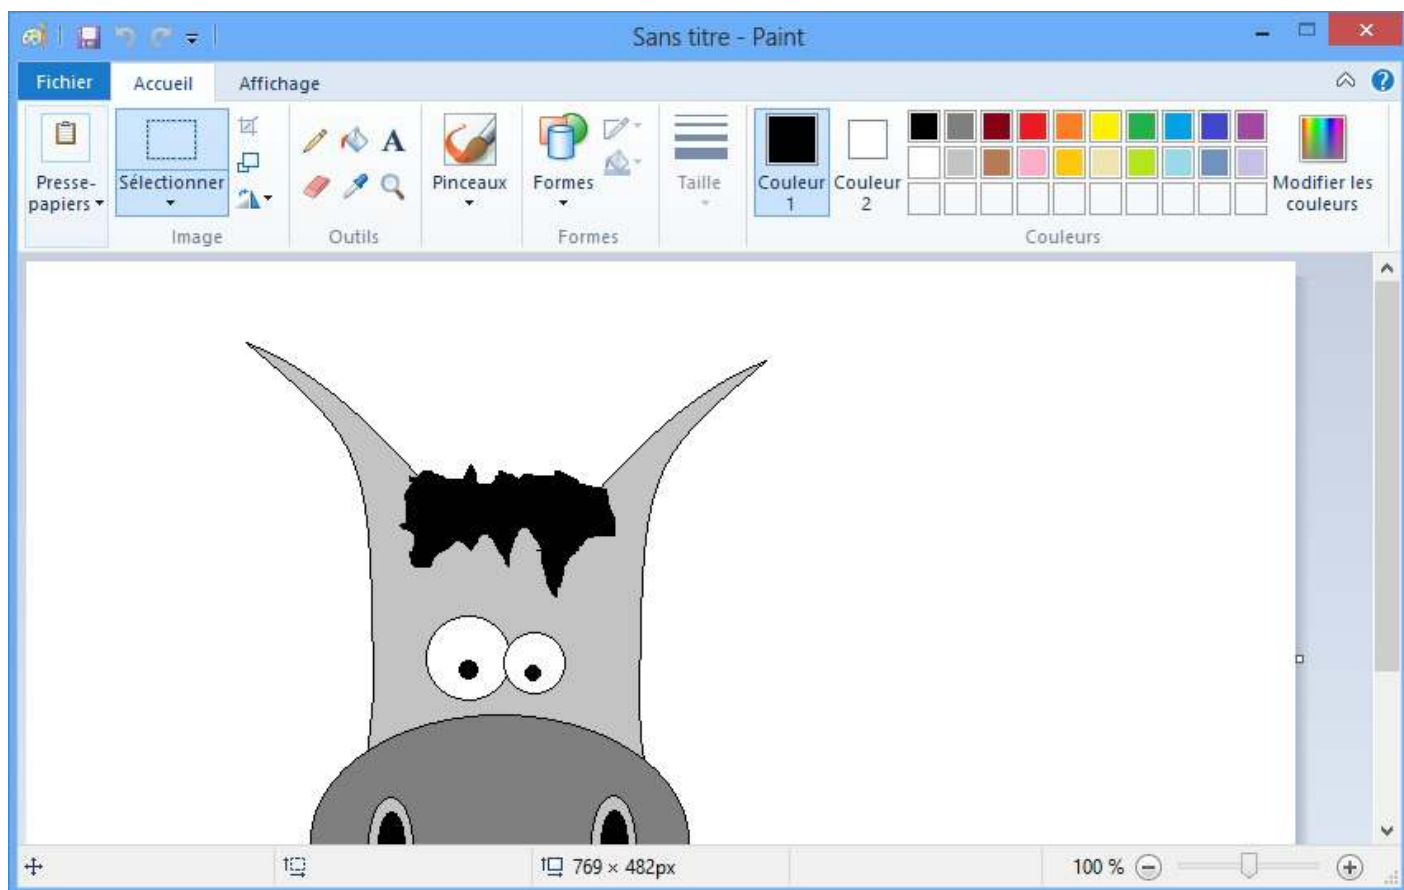 Sans titre - Paint
Fichier
Accueil
Affichage
Presse-
papiers
Sélectionner
Image
A
Outils
Pinceaux
Formes
Formes
Taille
Couleur
1
Couleur
2
Modifier les
couleurs
Couleurs
769 × 482px
100 %